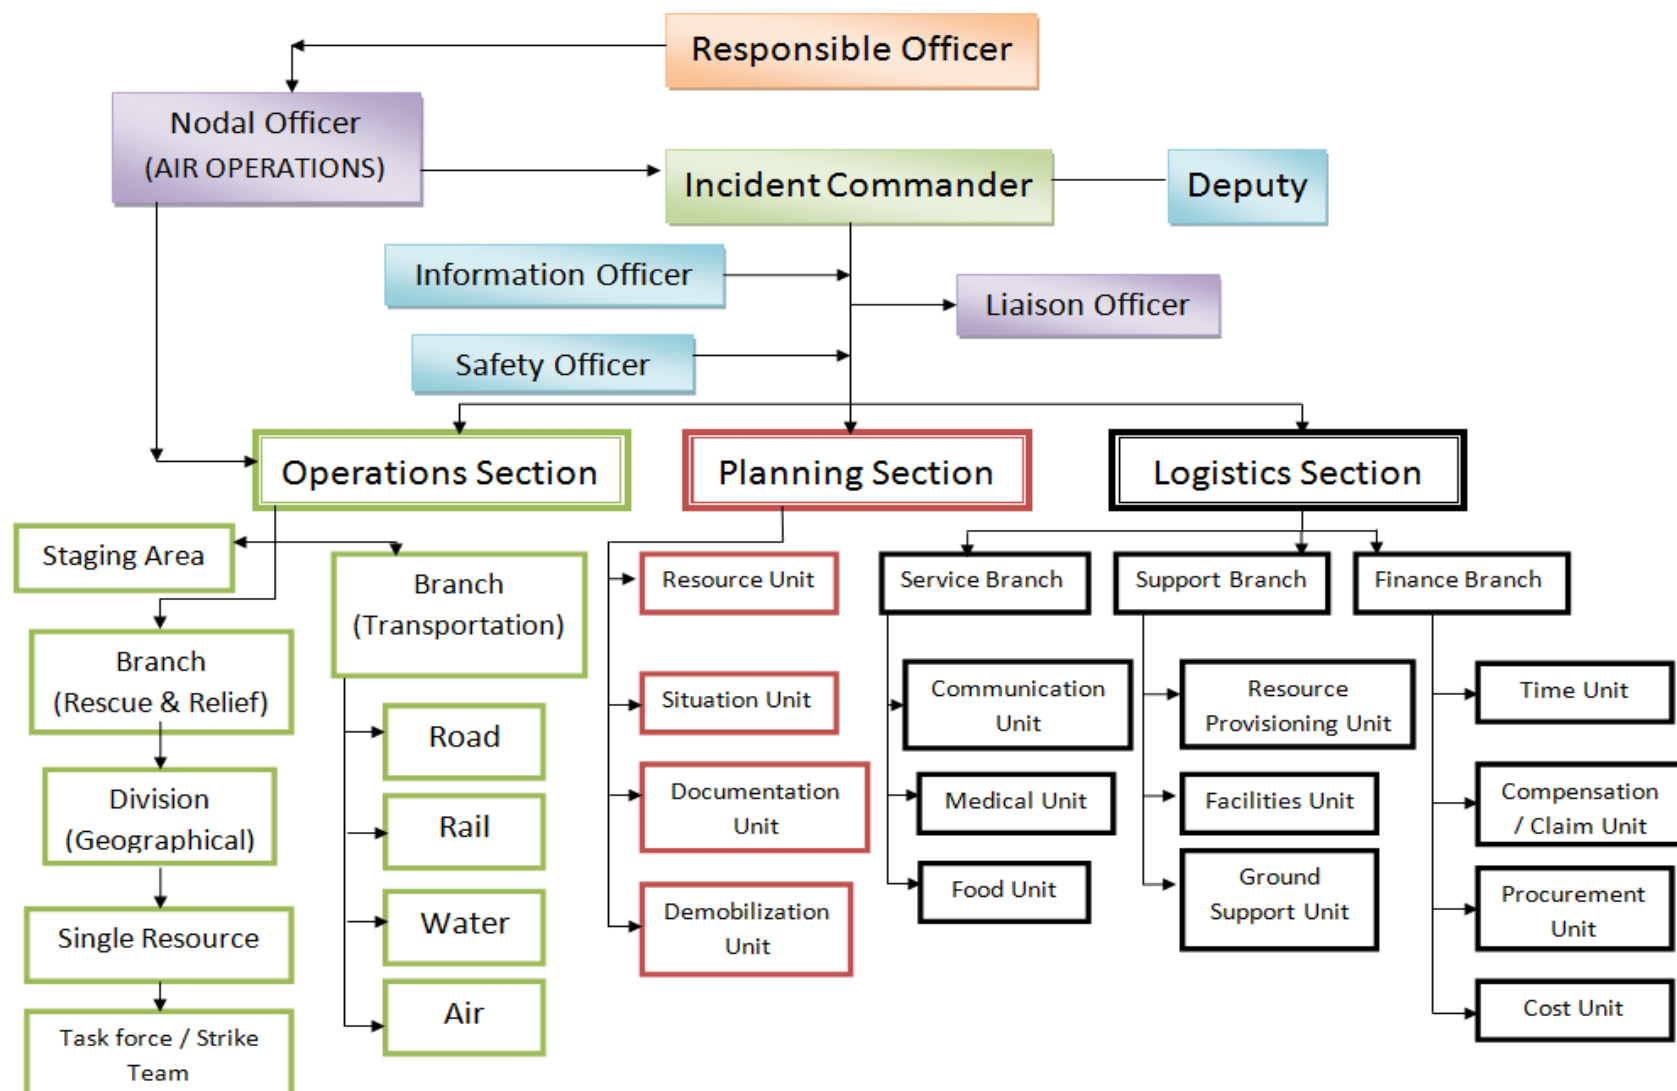 Responsible Officer
Nodal Officer
(AIR OPERATIONS)
Incident Commander
Deputy
Information Officer
Liaison Officer
Safety Officer
Operations Section
Planning Section
Logistics Section
Staging Area
Branch
(Transportation)
Branch
(Rescue & Relief)
Division
(Geographical)
Single Resource
Task force / Strike
Team
Road
Rail
Water
Air
Resource Unit
Situation Unit
Documentation
Unit
Demobilization
Unit
Service Branch
Communication
Unit
Medical Unit
Food Unit
Support Branch
Resource
Provisioning Unit
Facilities Unit
Ground
Support Unit
Finance Branch
Time Unit
Compensation
/ Claim Unit
Procurement
Unit
Cost Unit